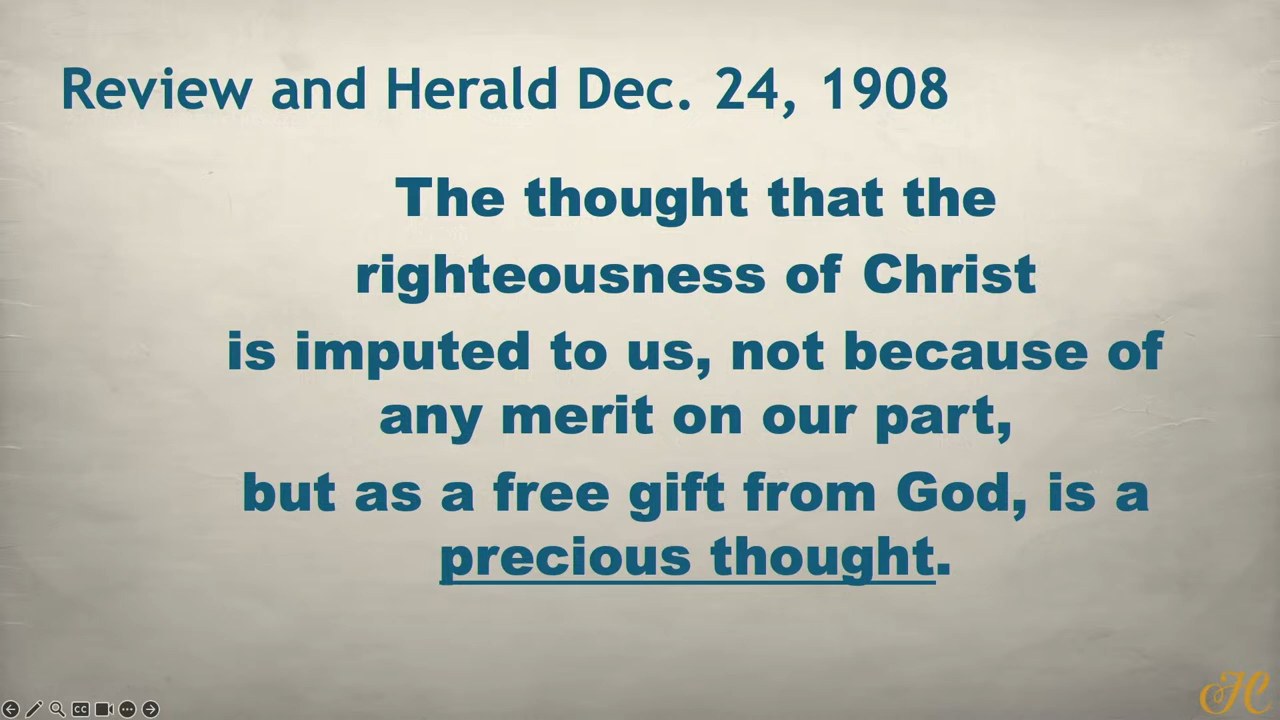 Review and Herald Dec. 24, 1908
The thought that the
righteousness of Christ
is imputed to us, not because of
any merit on our part,
but as a free gift from God, is a
precious thought.
CC
H